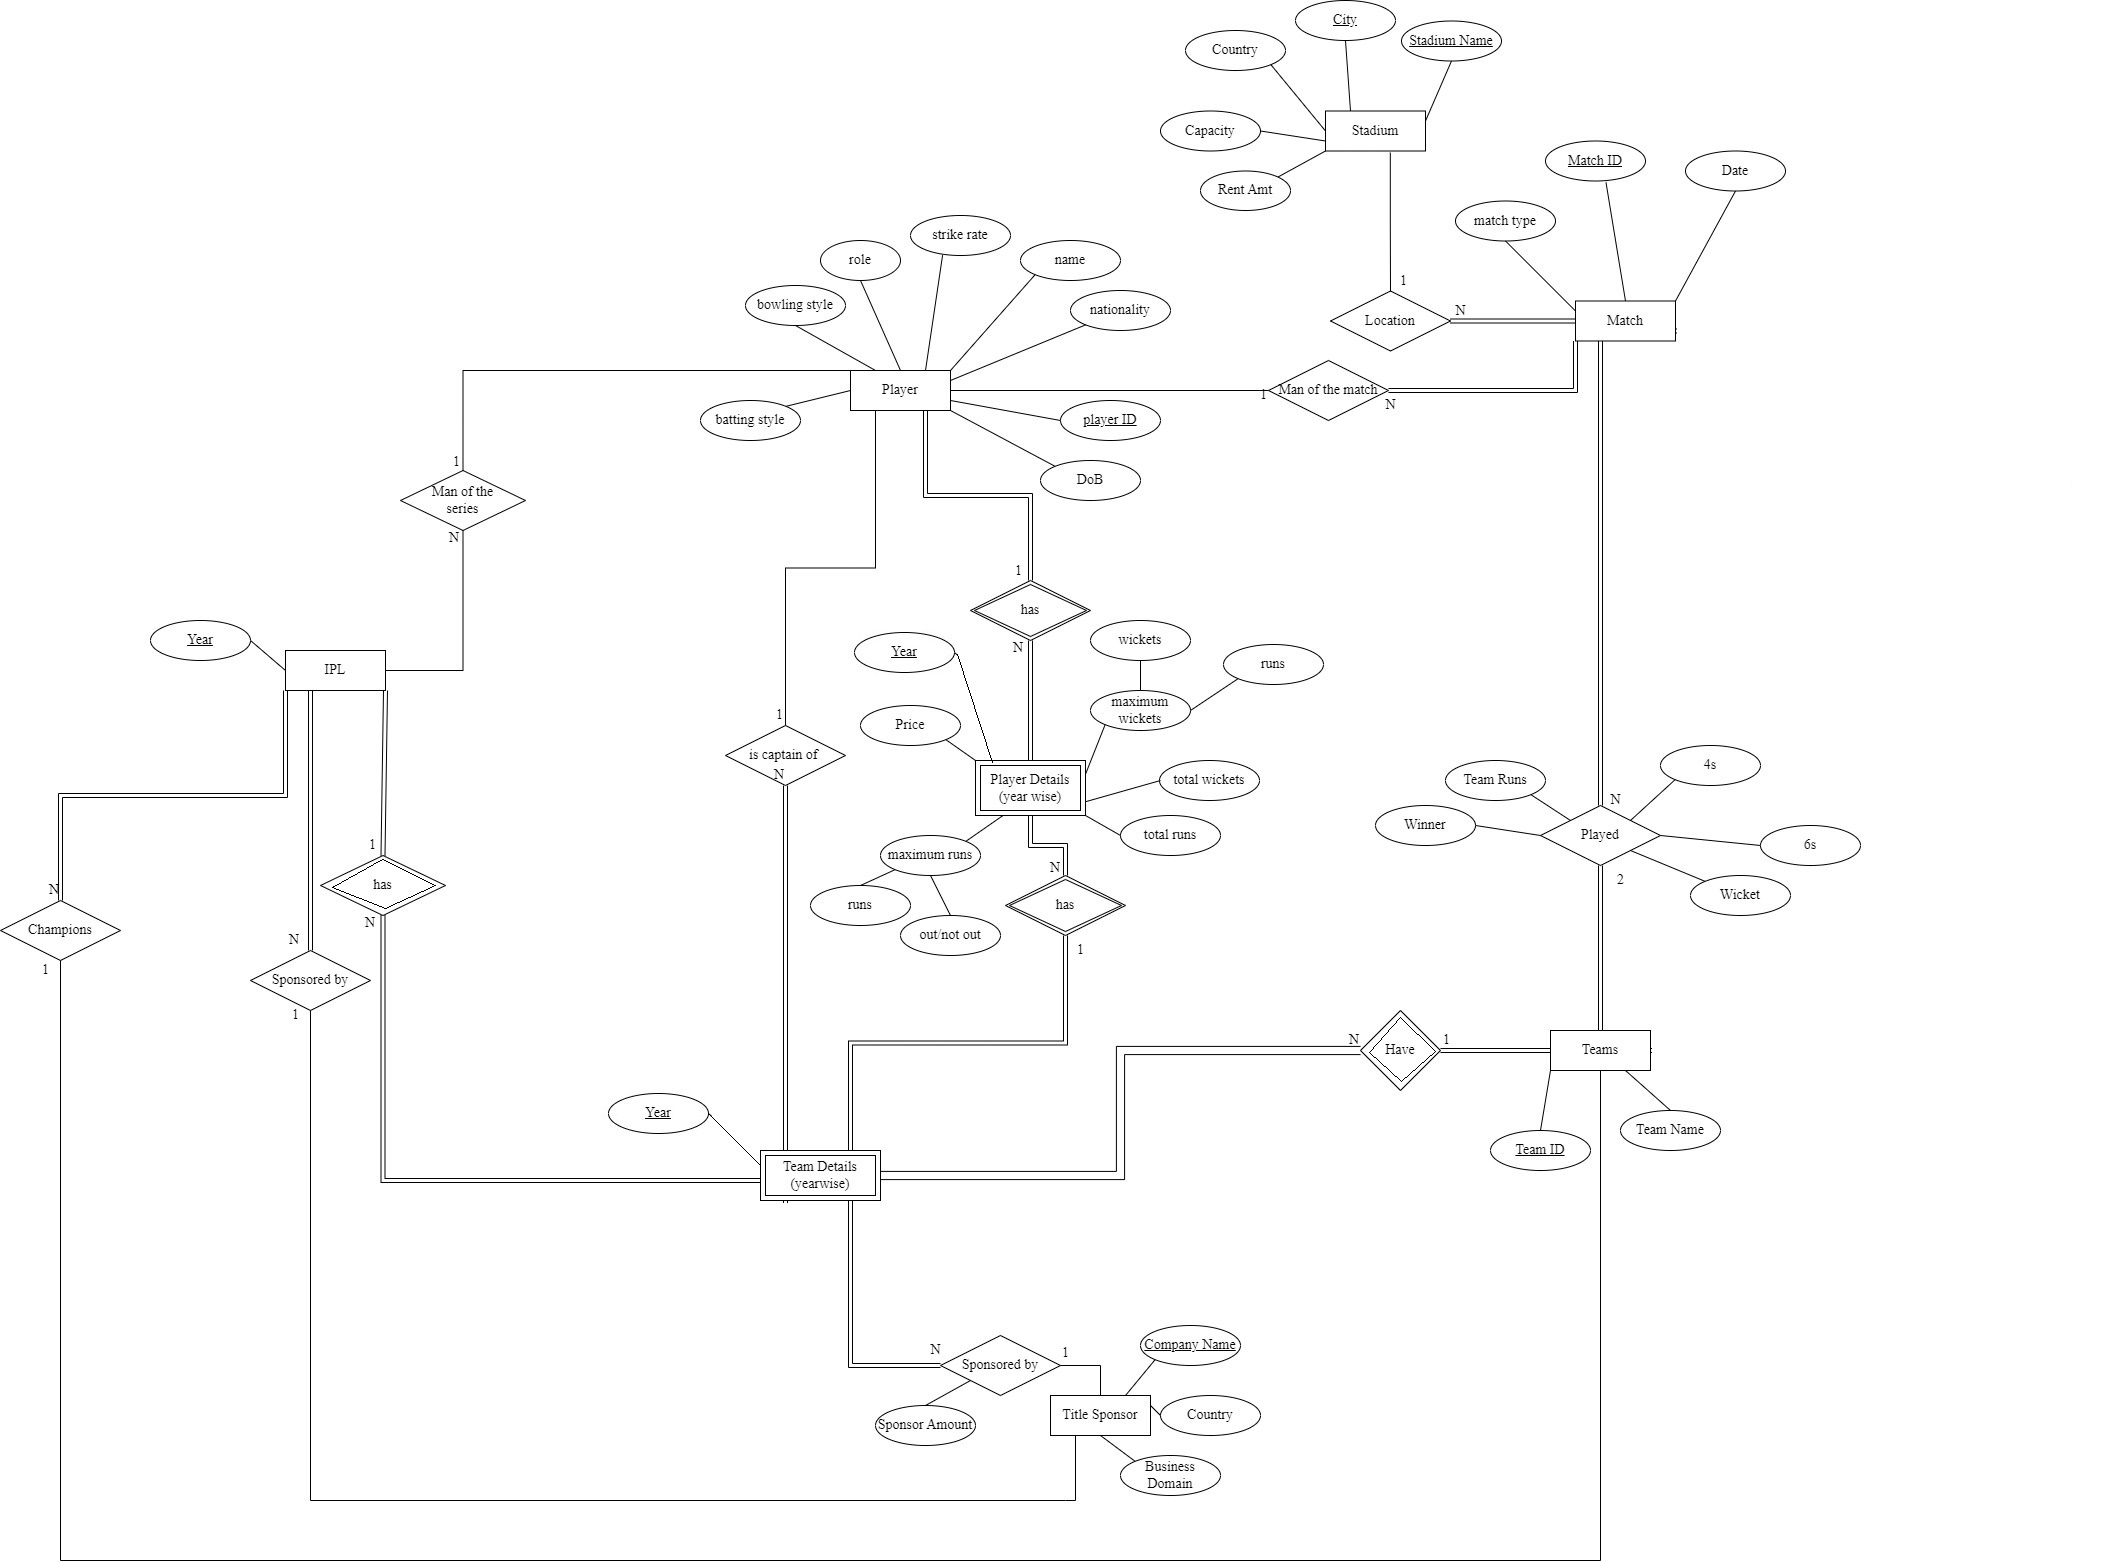 City
Stadium Name
Country
Capacity
Stadium
Rent Amt
Match ID
Date
match type
strike rate
role
name
bowling style
nationality
1
Location
N
Match
Player
1
Man of the match
N
batting style
player ID
1
DoB
Man of the
series
N
1
has
N
Year
IPL
Year
wickets
runs
maximum
wickets
1
Price
is captain of
N
Player Details
(year wise)
total wickets
total runs
4s
Team Runs
N
Winner
Played
6s
2
Wicket
1
has
N
maximum runs
runs
out/not out
N
has
1
N
Champions
1
N
Sponsored by
1
N
Have
1
Teams
Team ID
Team Name
Year
Team Details
(yearwise)
N
Sponsored by
1
Company Name
Sponsor Amount
Title Sponsor
Country
Business
Domain